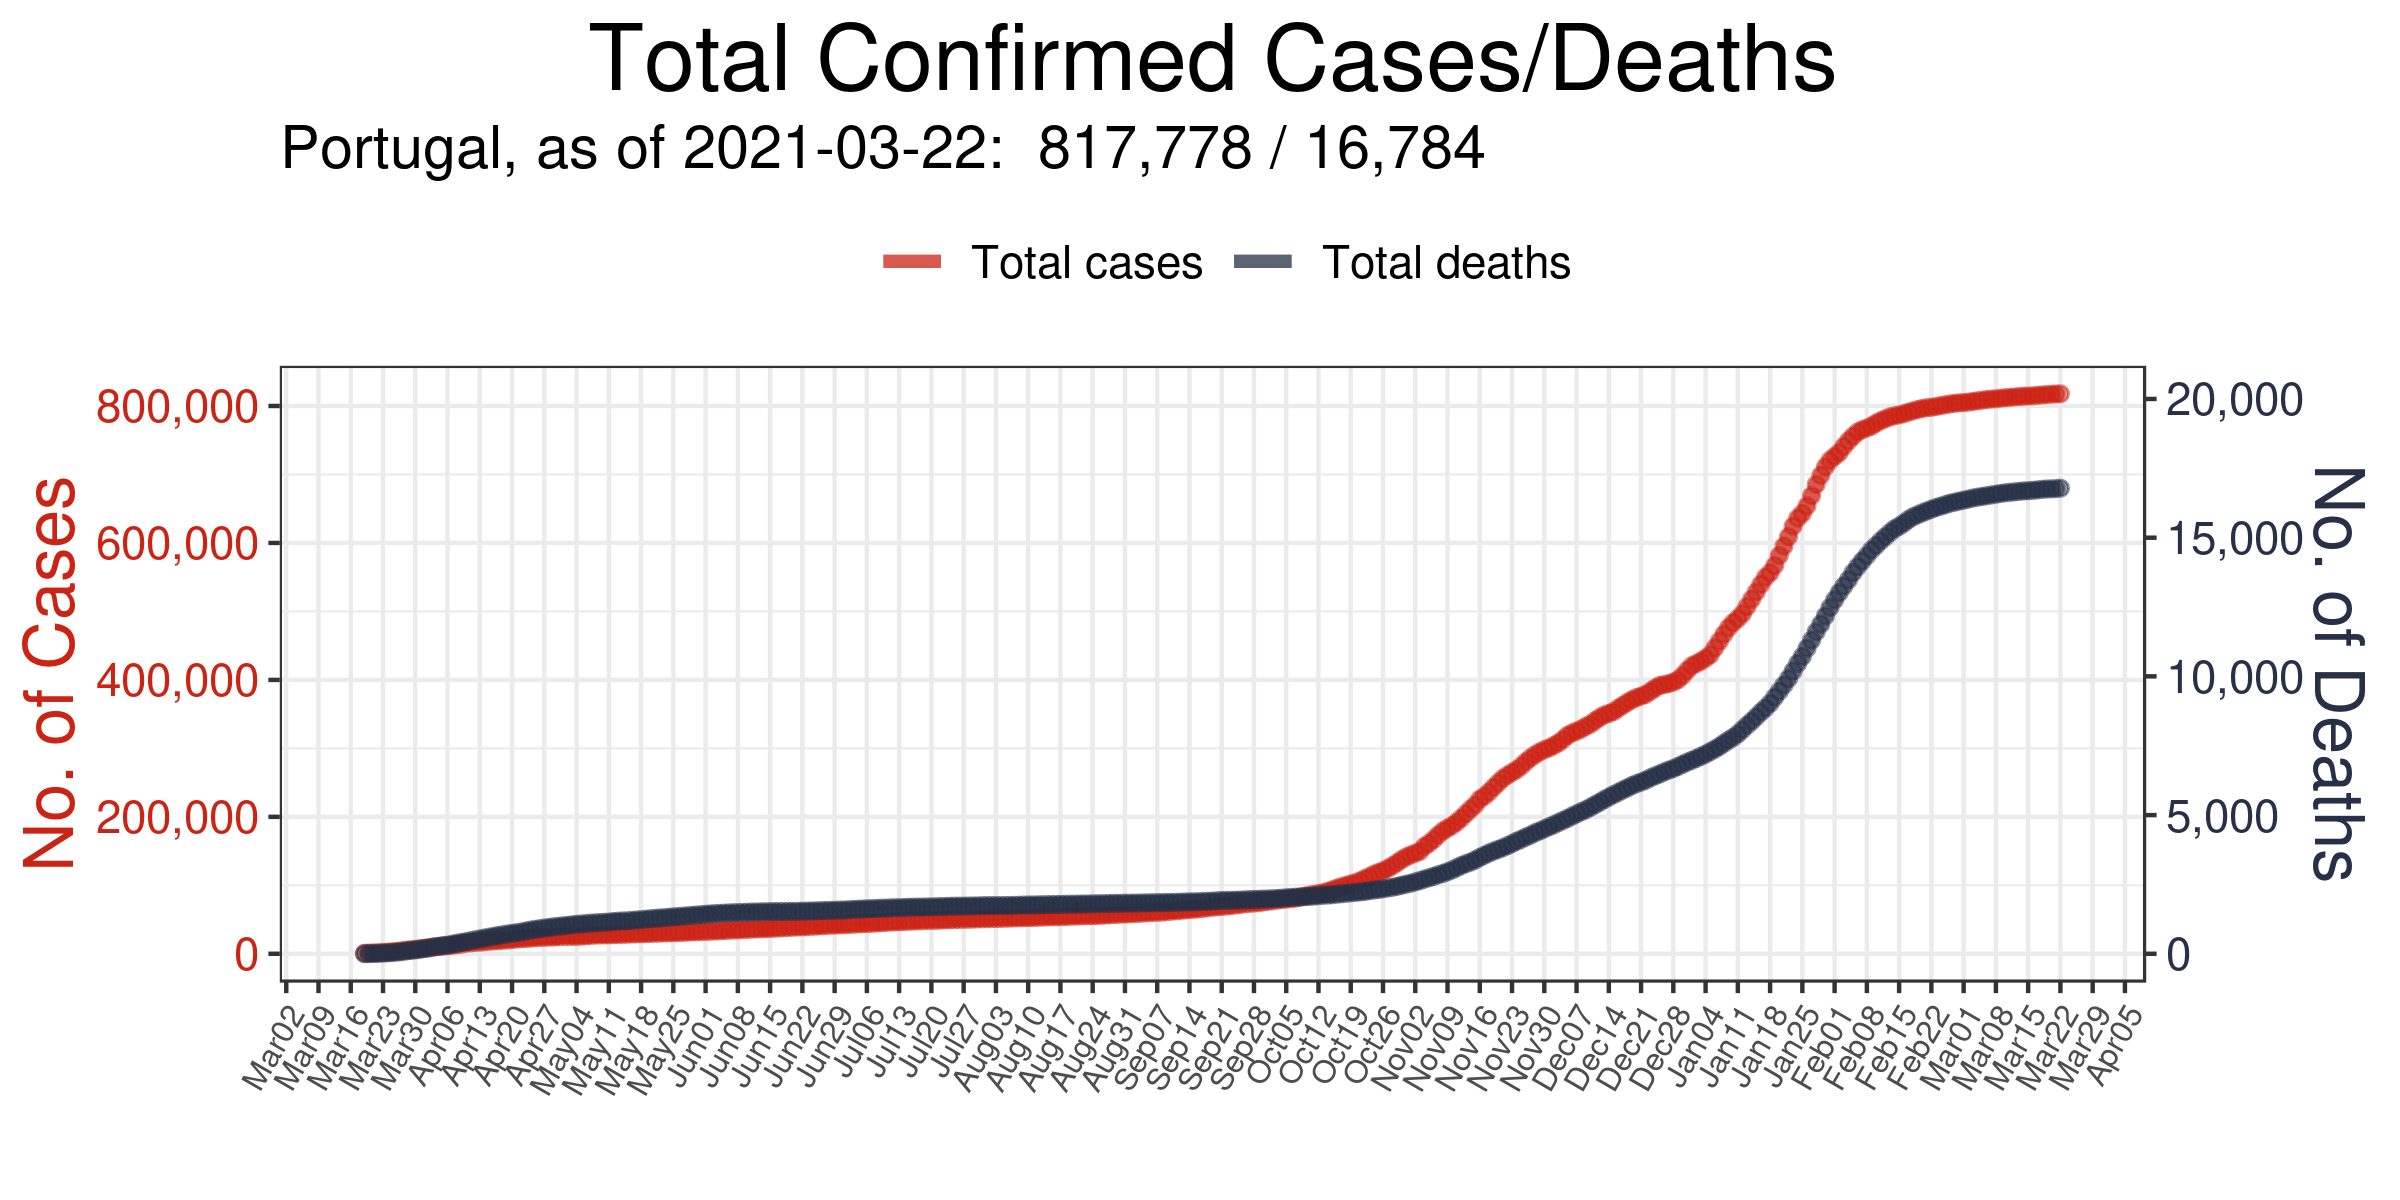 Total Confirmed Cases/Deaths
Portugal, as of 2021-03-22:  817,778 / 16,784
Total cases
Total deaths
No. of Cases
800,000
600,000
400,000
200,000
0
20,000
15,000
10,000
5,000
0
No. of Deaths
Mar02
Mar09
Mar16
Mar23
Mar30
Apr06
Apr13
Apr20
Apr27
May04
May11
May18
May25
Jun01
Jun08
Jun15
Jun22
Jun29
Jul06
Jul13
Jul20
Jul27
Aug03
Aug10
Aug17
Aug24
Aug31
Sep07
Sep14
Sep21
Sep28
Oct05
Oct12
Oct19
Oct26
Nov02
Nov09
Nov16
Nov23
Nov30
Dec07
Dec14
Dec21
Dec28
Jan04
Jan11
Jan18
Jan25
Feb01
Feb08
Feb15
Feb22
Mar01
Mar08
Mar15
Mar22
Mar29
Apr05